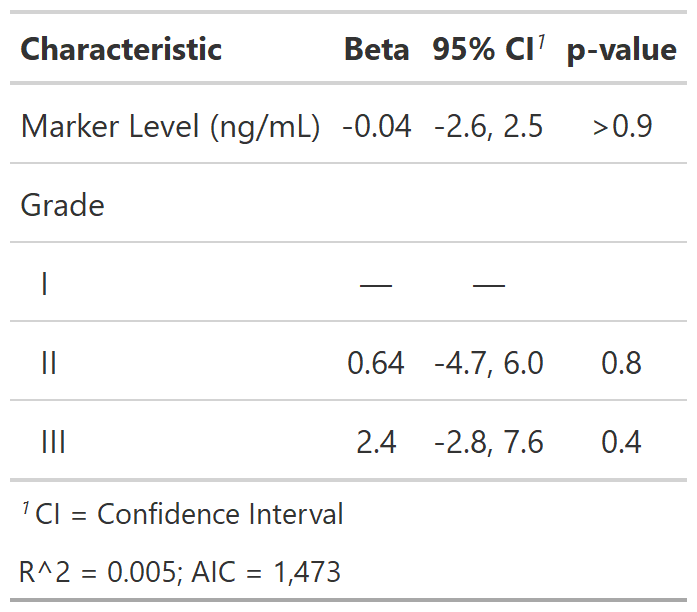 Characteristic Beta 95% CI1 p-value
Marker Level (ng/mL) -0.04 -2.6, 2.5 >0.9
Grade
I — —
II 0.64 -4.7, 6.0 0.8
III 2.4 -2.8, 7.6 0.4
1 CI = Confidence Interval
R^2 = 0.005; AIC = 1,473